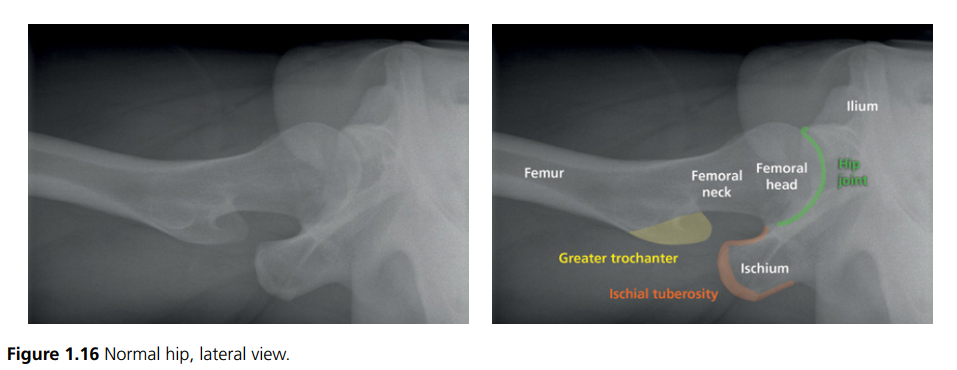 Ilium
Hip
joint
Femur
Femoral
neck
Femoral
head
Greater trochanter
Ischium
Ischial tuberosity
Figure 1.16 Normal hip, lateral view.